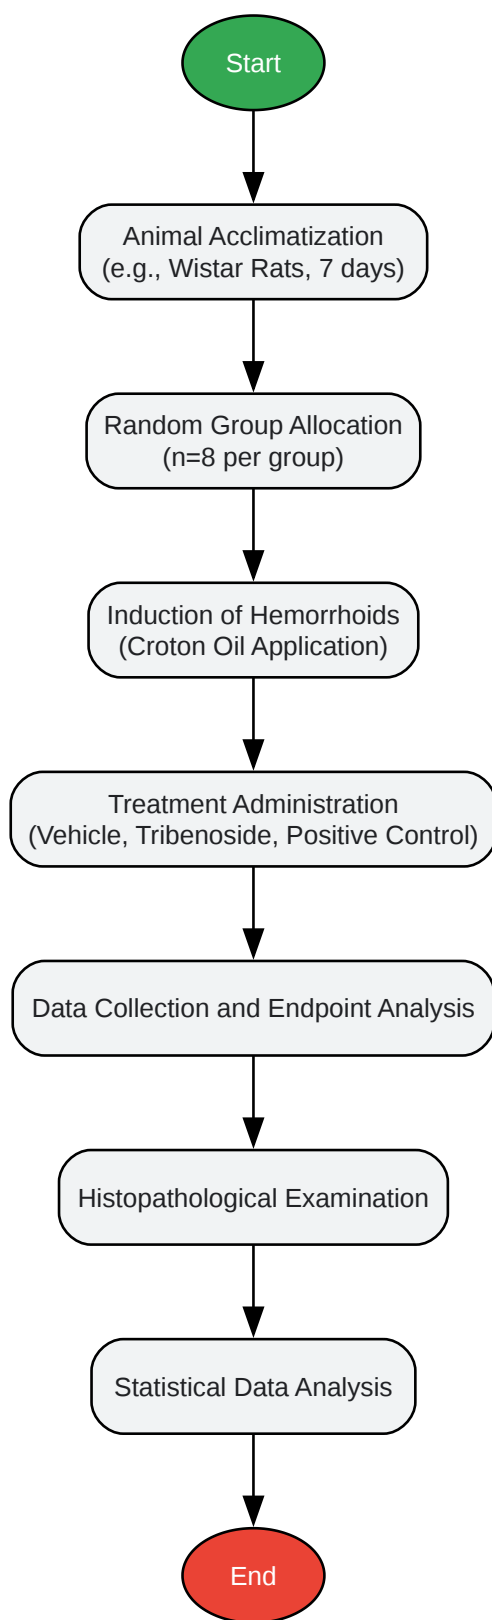 Start
Animal Acclimatization
(e.g., Wistar Rats, 7 days)
Random Group Allocation
(n=8 per group)
Induction of Hemorrhoids
(Croton Oil Application)
Treatment Administration
(Vehicle, Tribenoside, Positive Control)
Data Collection and Endpoint Analysis
Histopathological Examination
Statistical Data Analysis
End